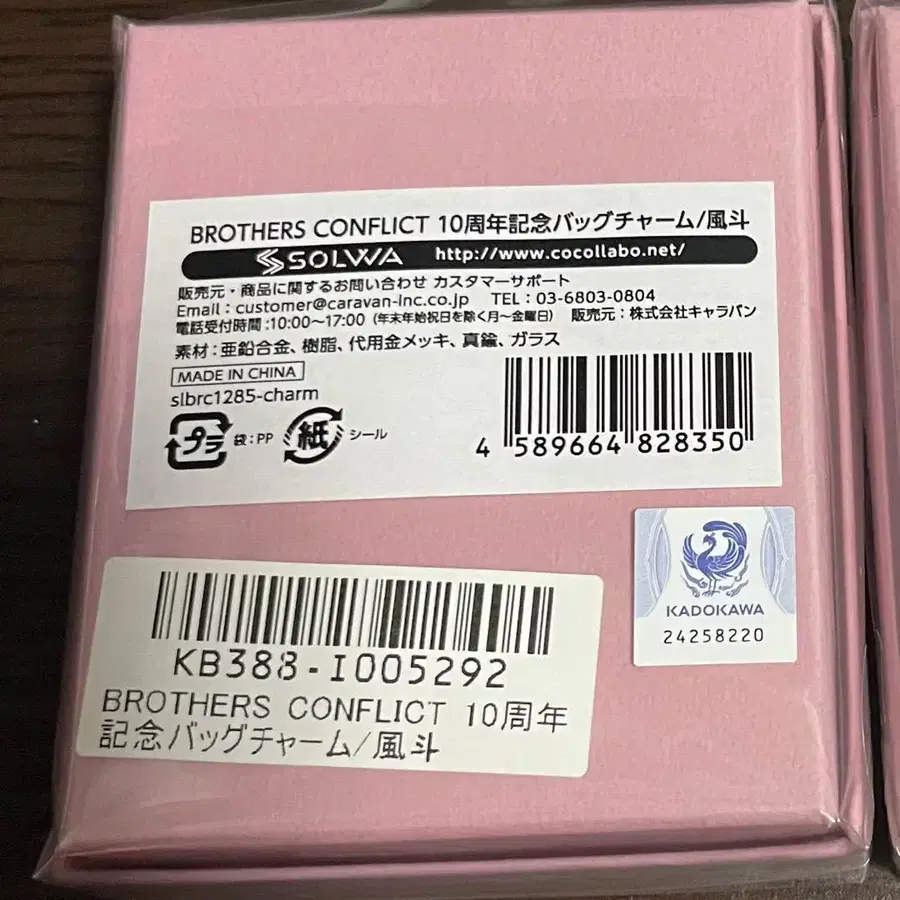 BROTHERS CONFLICT 10周年記念バッグチャーム/風斗
SOLWA http://www.cocollabo.net/
販売元・商品に関するお問い合わせ カスタマーサポート
Email:customer@caravan-inc.co.jp TEL:03-6803-0804
電話受付時間:10:00~17:00 (年末年始祝日を除く月~金曜日) 販売元:株式会社キャラバン
素材:亜鉛合金、樹脂、代用金メッキ、真鍮、ガラス
MADE IN CHINA
slbrc1285-charm
プラ 袋:PP 紙 シール
4 589664 828350
KADOKAWA
24258220
KB388-I005292
BROTHERS CONFLICT 10周年
記念バッグチャーム/風斗